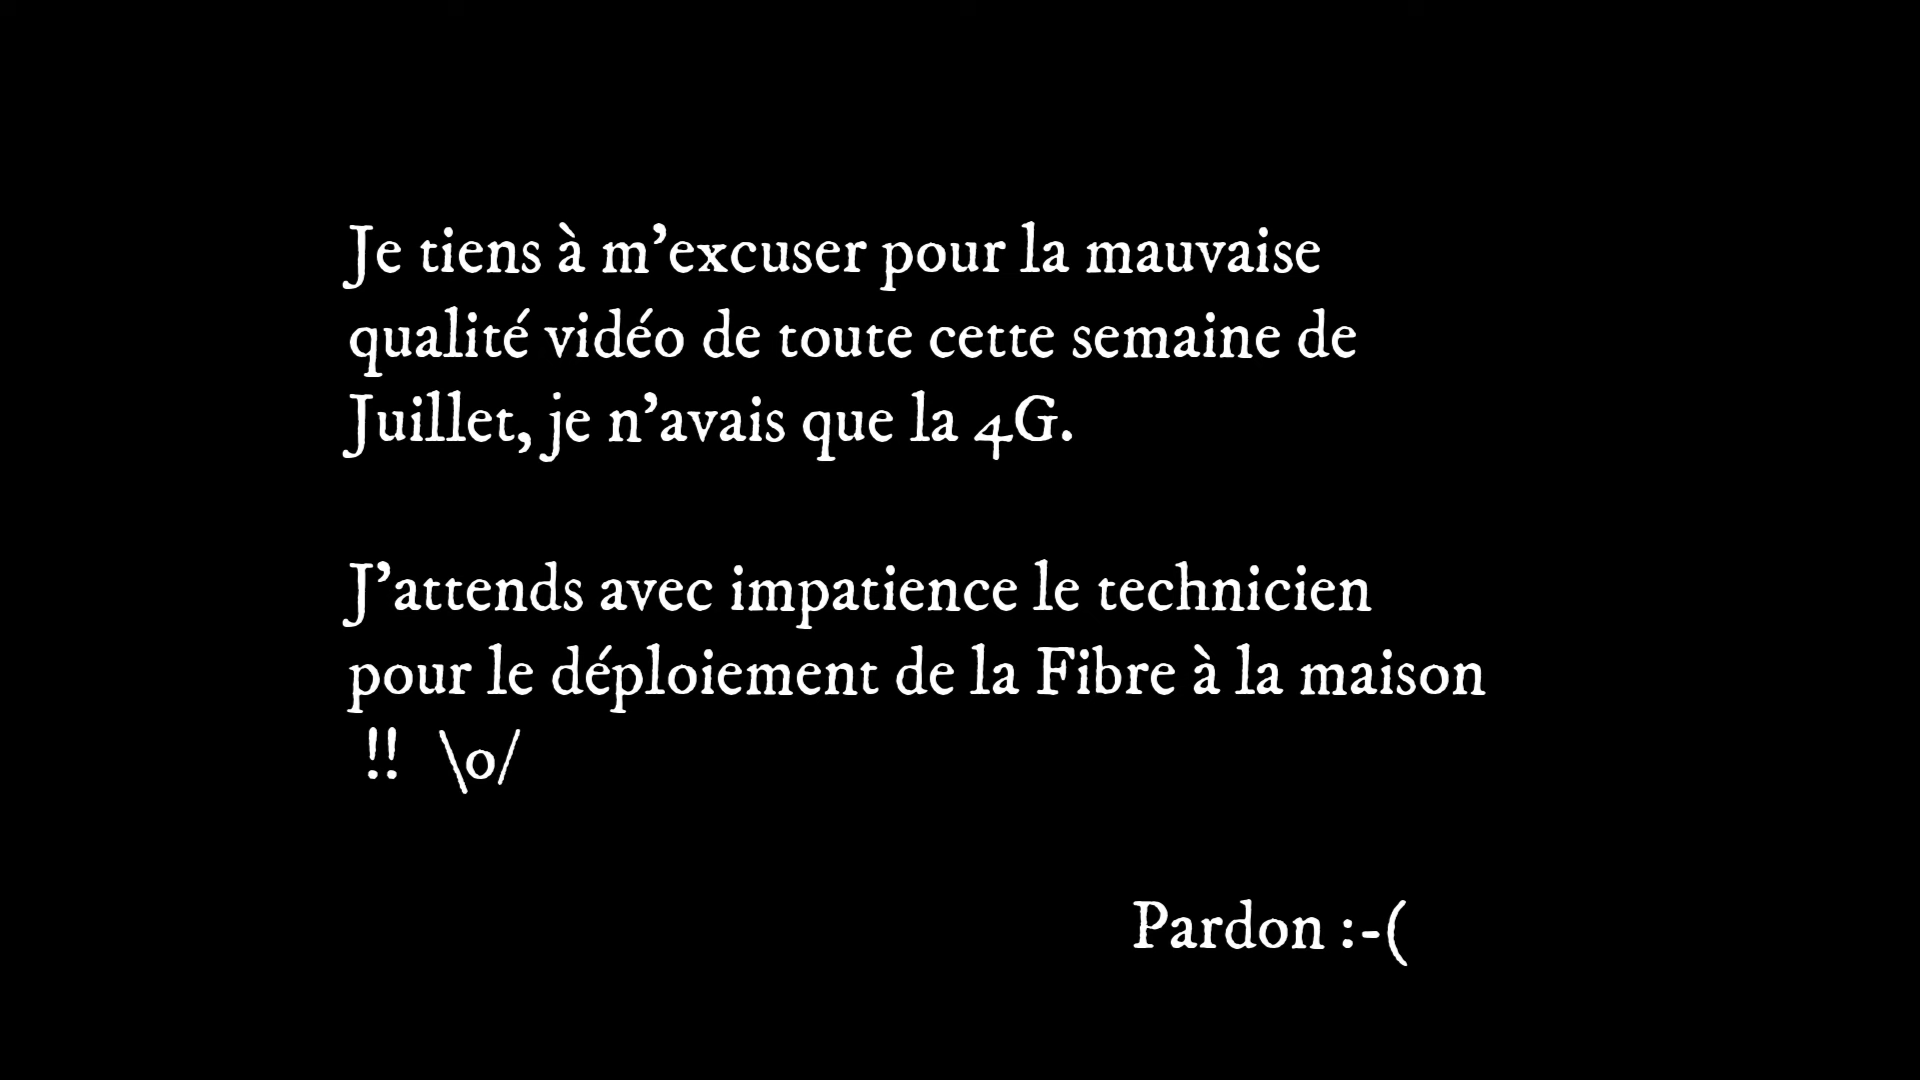 Je tiens à m’excuser pour la mauvaise
qualité vidéo de toute cette semaine de
Juillet, je n’avais que la 4G.
J’attends avec impatience le technicien
pour le déploiement de la Fibre à la maison
!! \o/
Pardon :-(